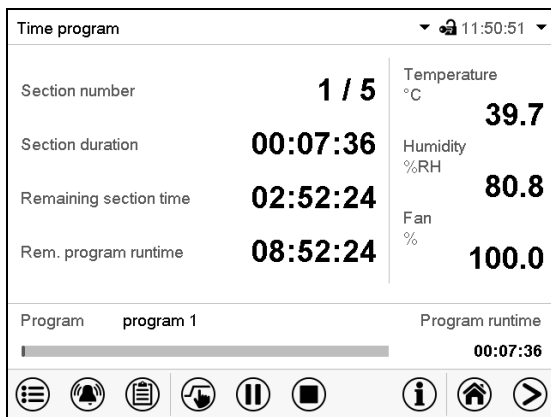 Time program 11:50:51
Section number 1 / 5
Section duration 00:07:36
Remaining section time 02:52:24
Rem. program runtime 08:52:24
Temperature
°C
39.7
Humidity
%RH
80.8
Fan
%
100.0
Program program 1 Program runtime
00:07:36